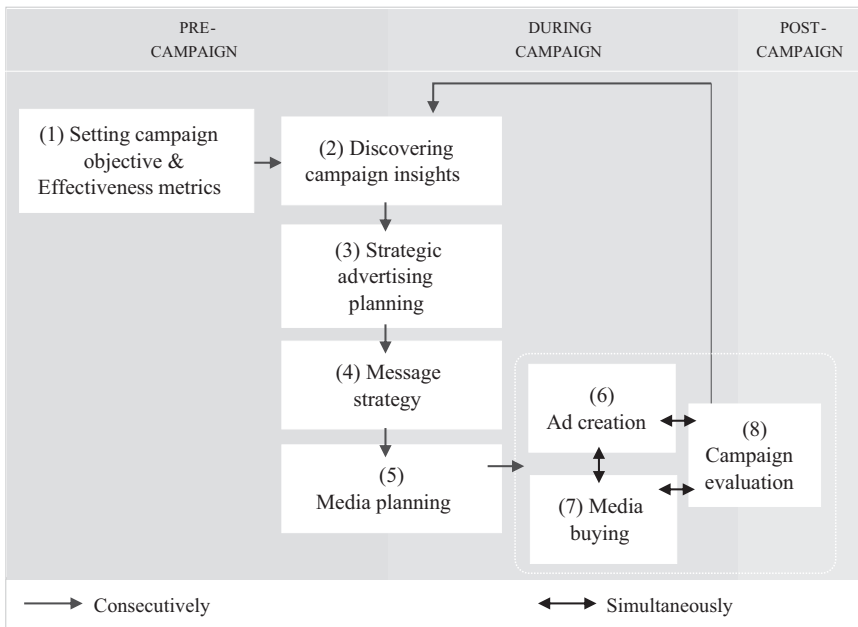 PRE-
CAMPAIGN
DURING
CAMPAIGN
POST-
CAMPAIGN
(1) Setting campaign
objective &
Effectiveness metrics
(2) Discovering
campaign insights
(3) Strategic
advertising
planning
(4) Message
strategy
(5)
Media planning
(6)
Ad creation
(7) Media
buying
(8)
Campaign
evaluation
Consecutively
Simultaneously